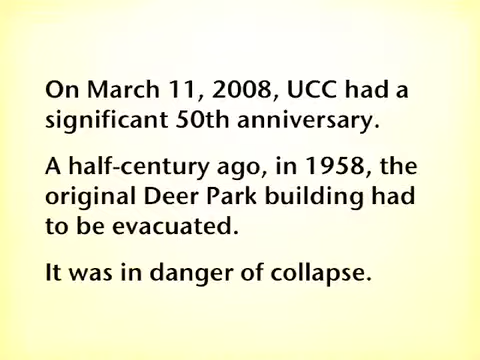 On March 11, 2008, UCC had a
significant 50th anniversary.
A half-century ago, in 1958, the
original Deer Park building had
to be evacuated.
It was in danger of collapse.